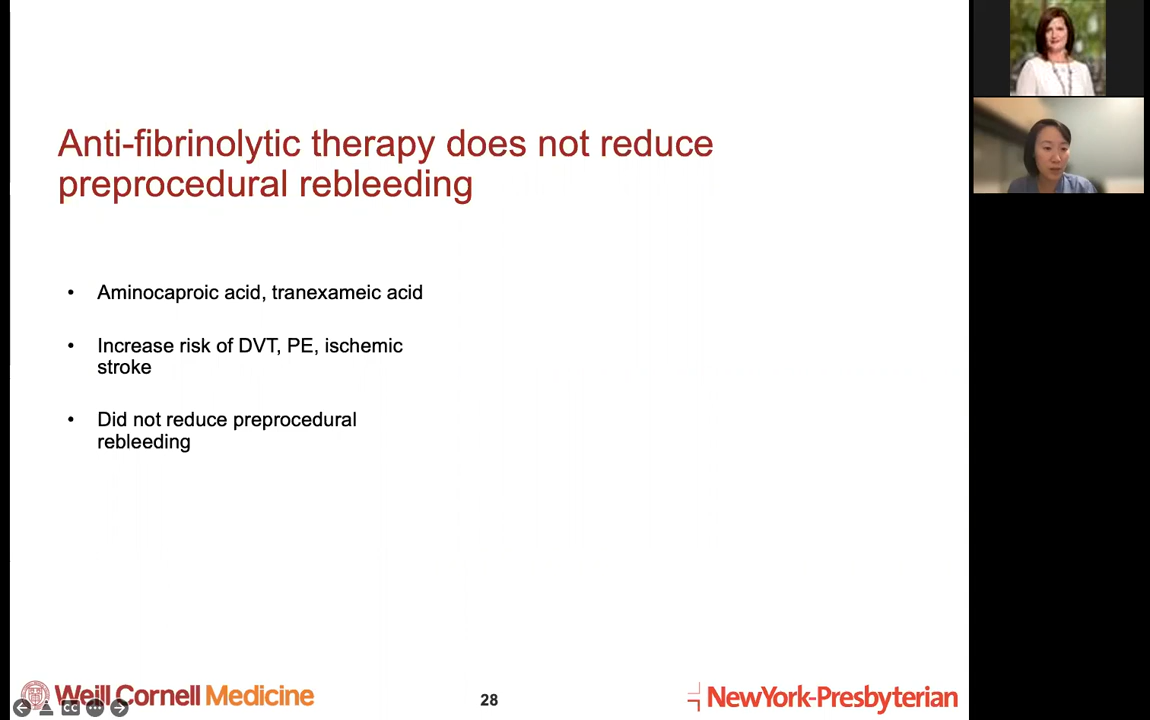 Anti-fibrinolytic therapy does not reduce
preprocedural rebleeding
• Aminocaproic acid, tranexameic acid
• Increase risk of DVT, PE, ischemic
stroke
• Did not reduce preprocedural
rebleeding
Weill Cornell Medicine
CC
28
NewYork-Presbyterian